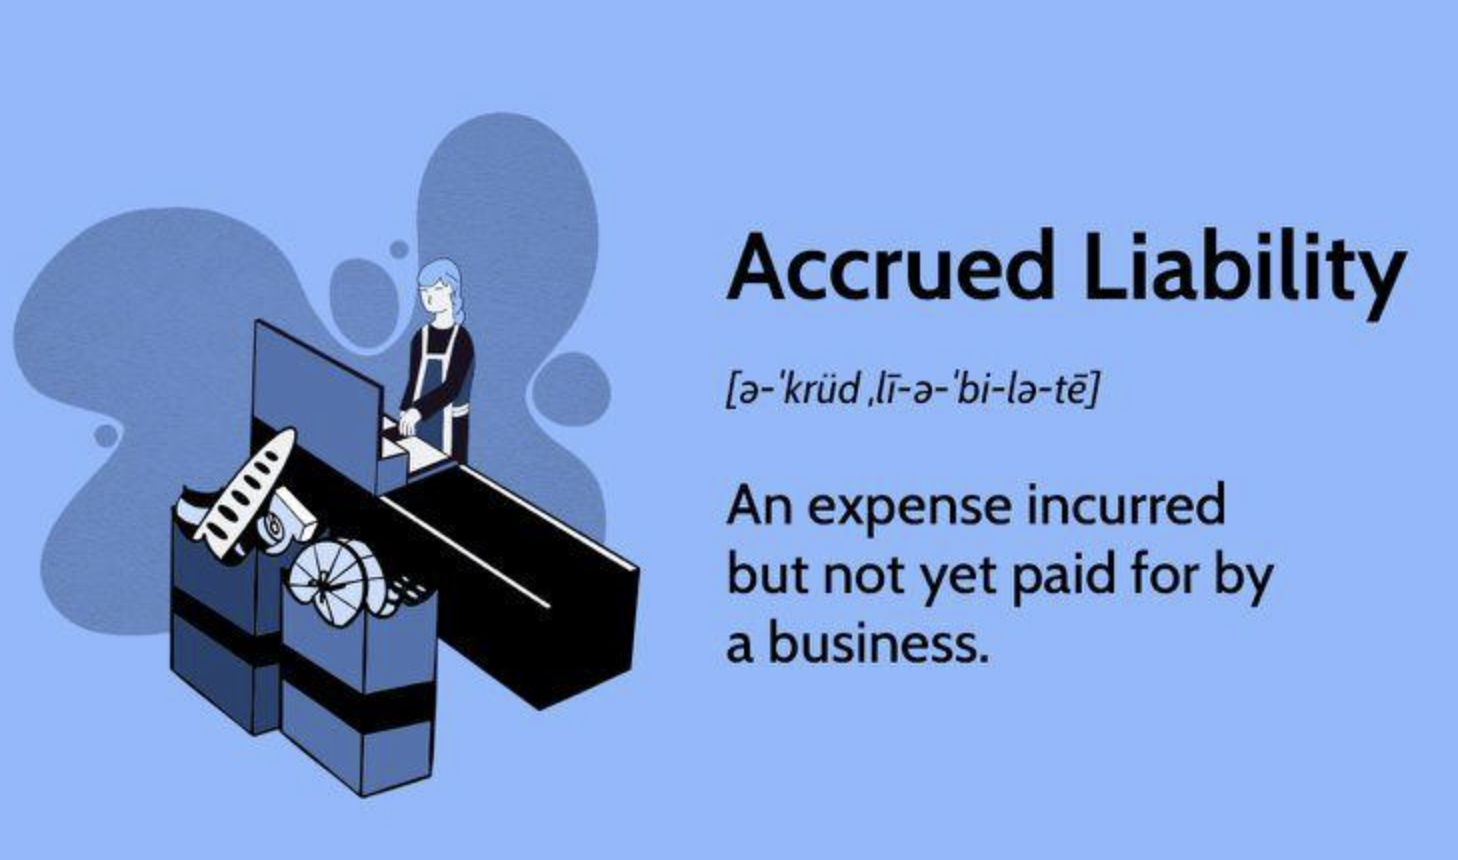 Accrued Liability
[ə-ˈkrüd ˌlī-ə-ˈbi-lə-tē]
An expense incurred
but not yet paid for by
a business.